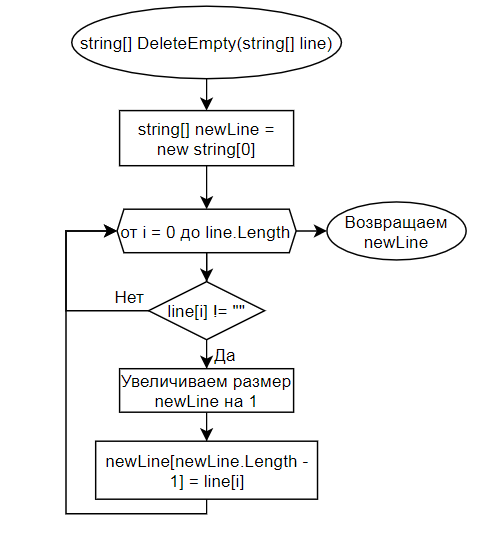 string[] DeleteEmpty(string[] line)
string[] newLine =
new string[0]
от i = 0 до line.Length
Возвращаем
newLine
Нет
line[i] != ""
Да
Увеличиваем размер
newLine на 1
newLine[newLine.Length -
1] = line[i]